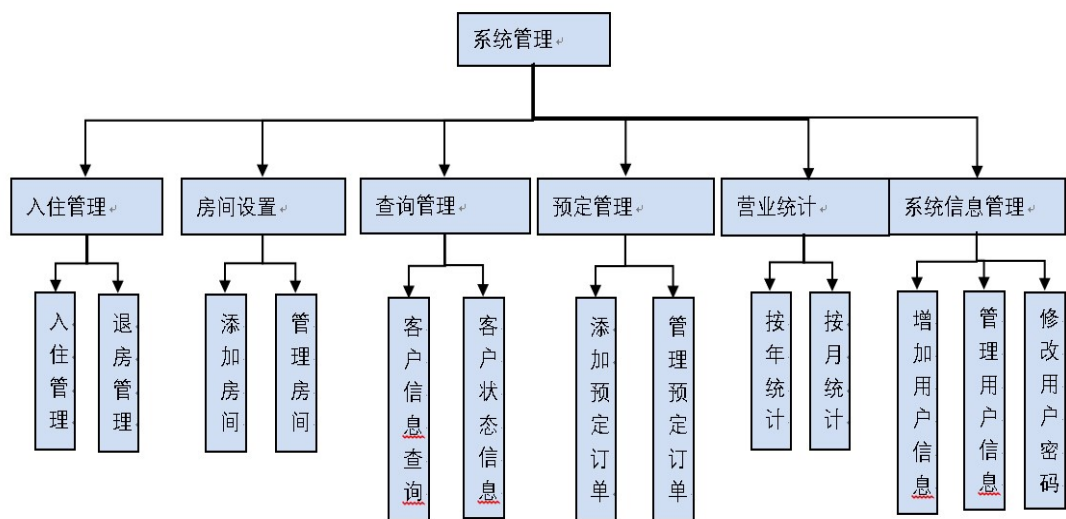 系统管理
入住管理
房间设置
查询管理
预定管理
营业统计
系统信息管理
入住管理
退房管理
添加房间
管理房间
客户信息查询
客户状态信息
添加预定订单
管理预定订单
按年统计
按月统计
增加用户信息
管理用户信息
修改用户密码